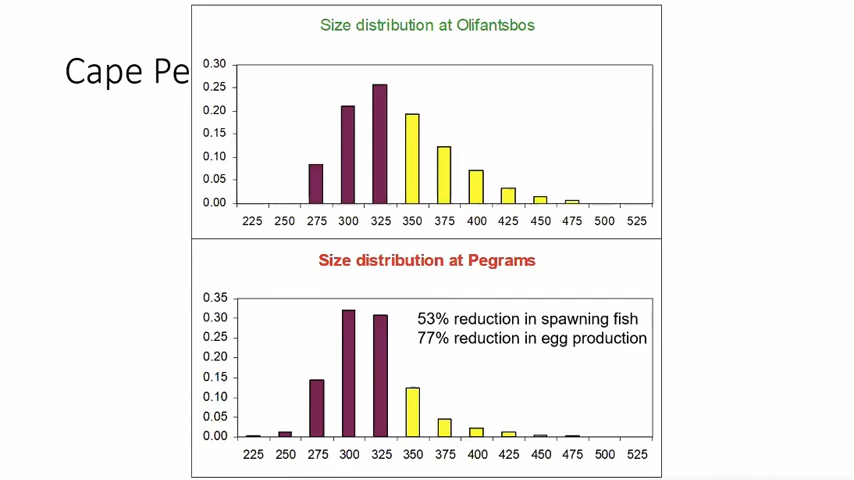 Size distribution at Olifantsbos
Cape Pe
0.30
0.25
0.20
0.15
0.10
0.05
0.00
225 250 275 300 325 350 375 400 425 450 475 500 525
Size distribution at Pegrams
0.35
0.30
0.25
0.20
0.15
0.10
0.05
0.00
53% reduction in spawning fish
77% reduction in egg production
225 250 275 300 325 350 375 400 425 450 475 500 525